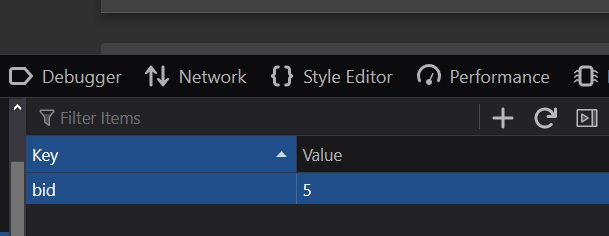 Debugger Network Style Editor Performance
Filter Items
Key Value
bid 5